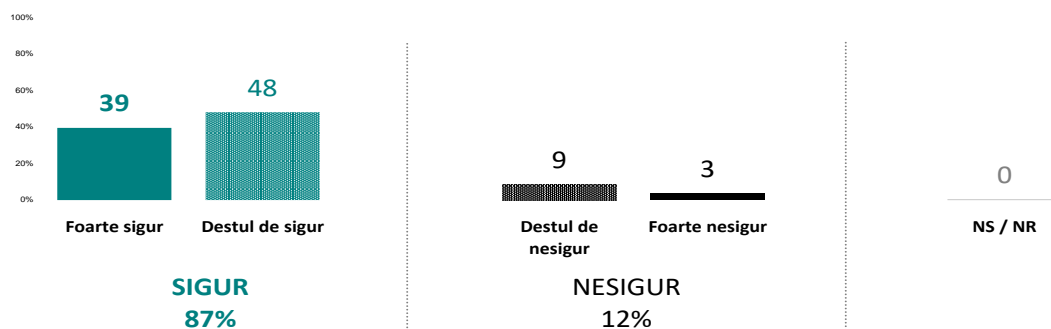 100%
80%
60%
40%
20%
0%
39
48
9
3
0
Foarte sigur
Destul de sigur
Destul de
nesigur
Foarte nesigur
NS / NR
SIGUR
87%
NESIGUR
12%